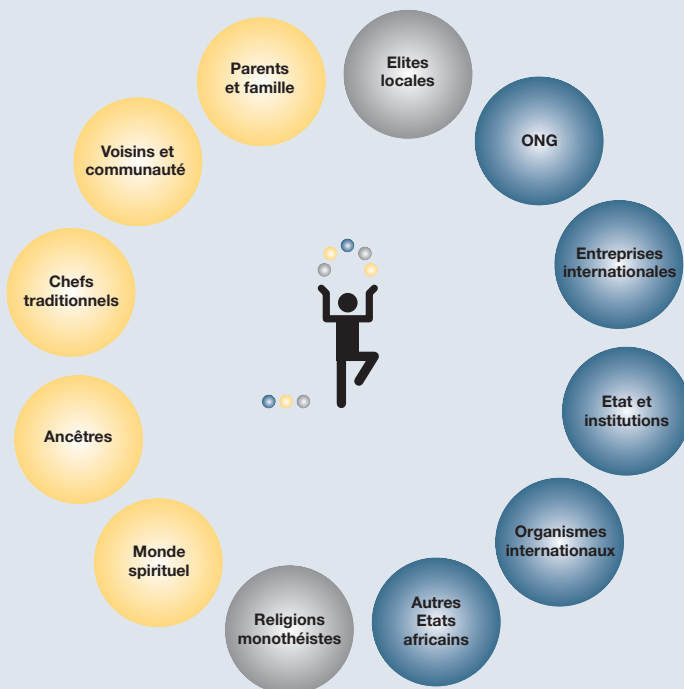 Elites
locales
ONG
Entreprises
internationales
Etat et
institutions
Organismes
internationaux
Autres
Etats
africains
Religions
monothéistes
Monde
spirituel
Ancêtres
Chefs
traditionnels
Voisins et
communauté
Parents
et famille